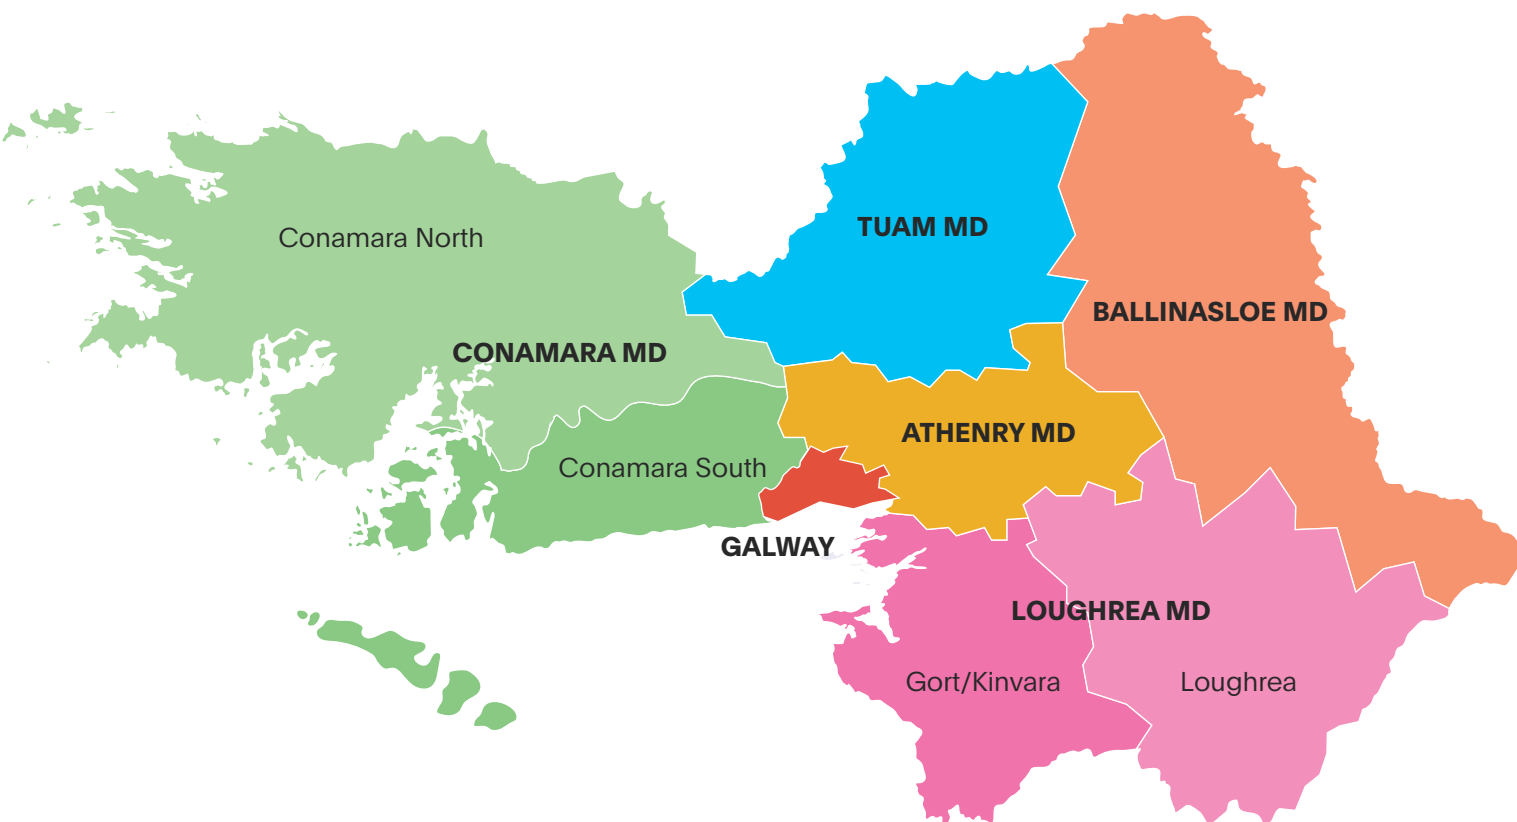 TUAM MD
Conamara North
BALLINASLOE MD
CONAMARA MD
ATHENRY MD
Conamara South
GALWAY
LOUGHREA MD
Gort/Kinvara
Loughrea